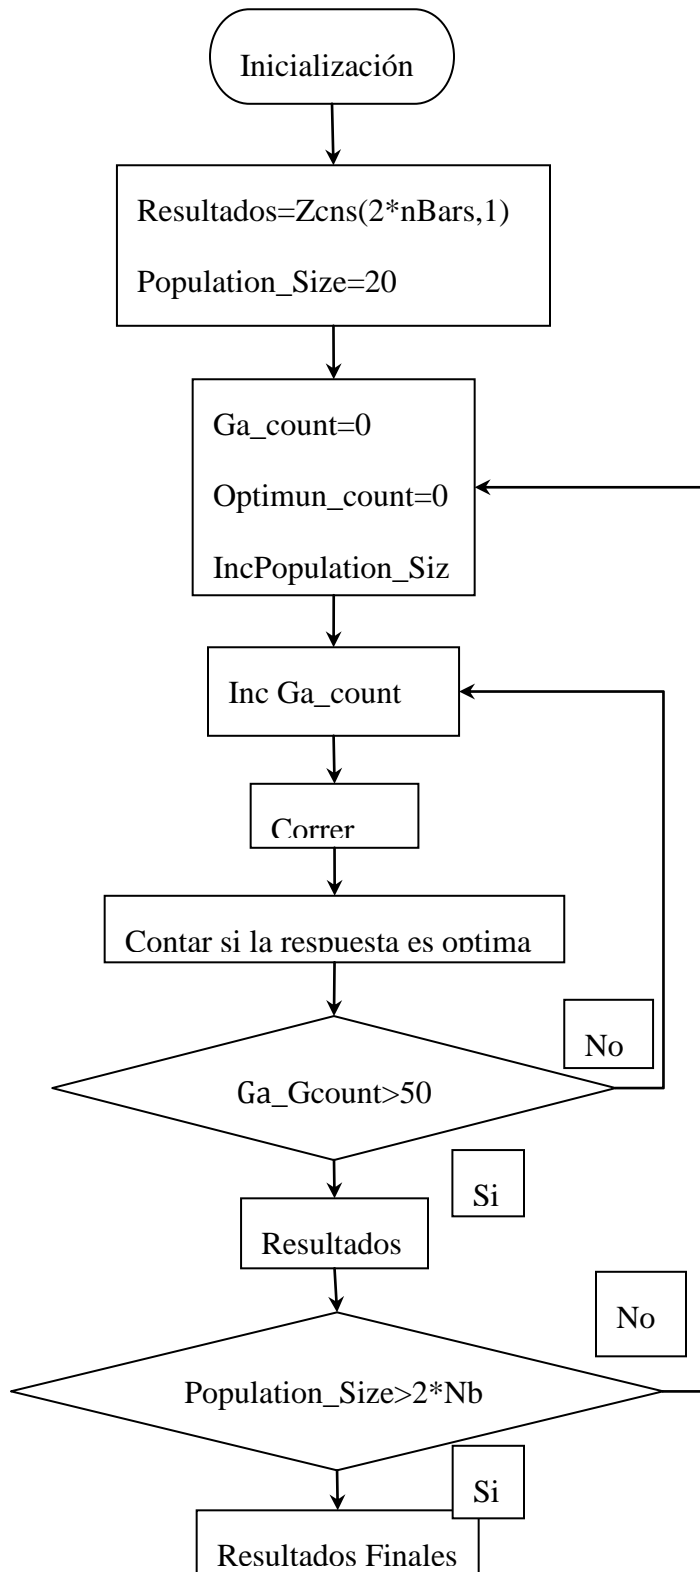 Inicialización
Resultados=Zcns(2*nBars,1)
Population_Size=20
Ga_count=0
Optimun_count=0
IncPopulation_Siz
Inc Ga_count
Correr
Contar si la respuesta es optima
No
Ga_Gcount>50
Si
Resultados
No
Population_Size>2*Nb
Si
Resultados Finales